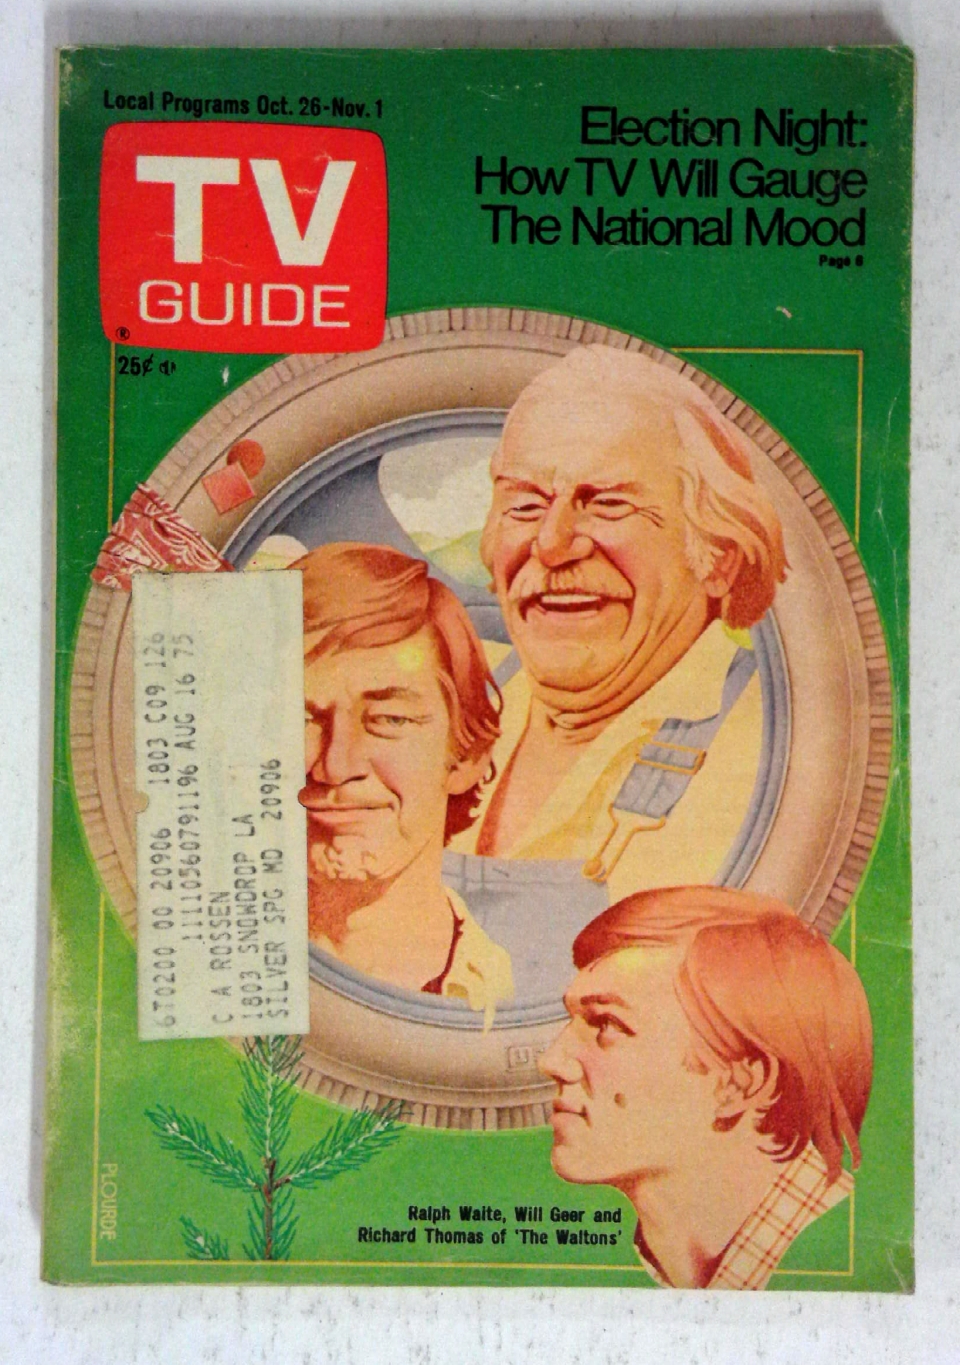 Local Programs Oct. 26-Nov. 1
TV
GUIDE
®
25¢
Election Night:
How TV Will Gauge
The National Mood
Page 6
6T0200 00 20906 1803 C09 126
111105607911​96 AUG 16 75
C A ROSSEN
1803 SNOWDROP LA
SILVER SPG MD 20906
PLOURDE
Ralph Waite, Will Geer and
Richard Thomas of 'The Waltons'